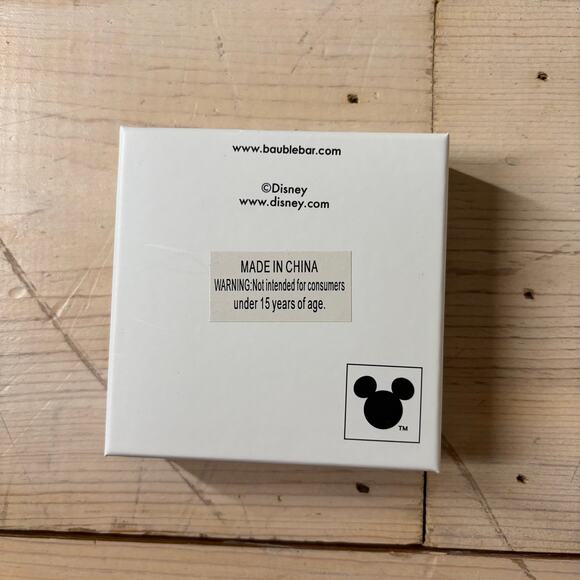 www.baublebar.com
©Disney
www.disney.com
MADE IN CHINA
WARNING:Not intended for consumers
under 15 years of age.
TM